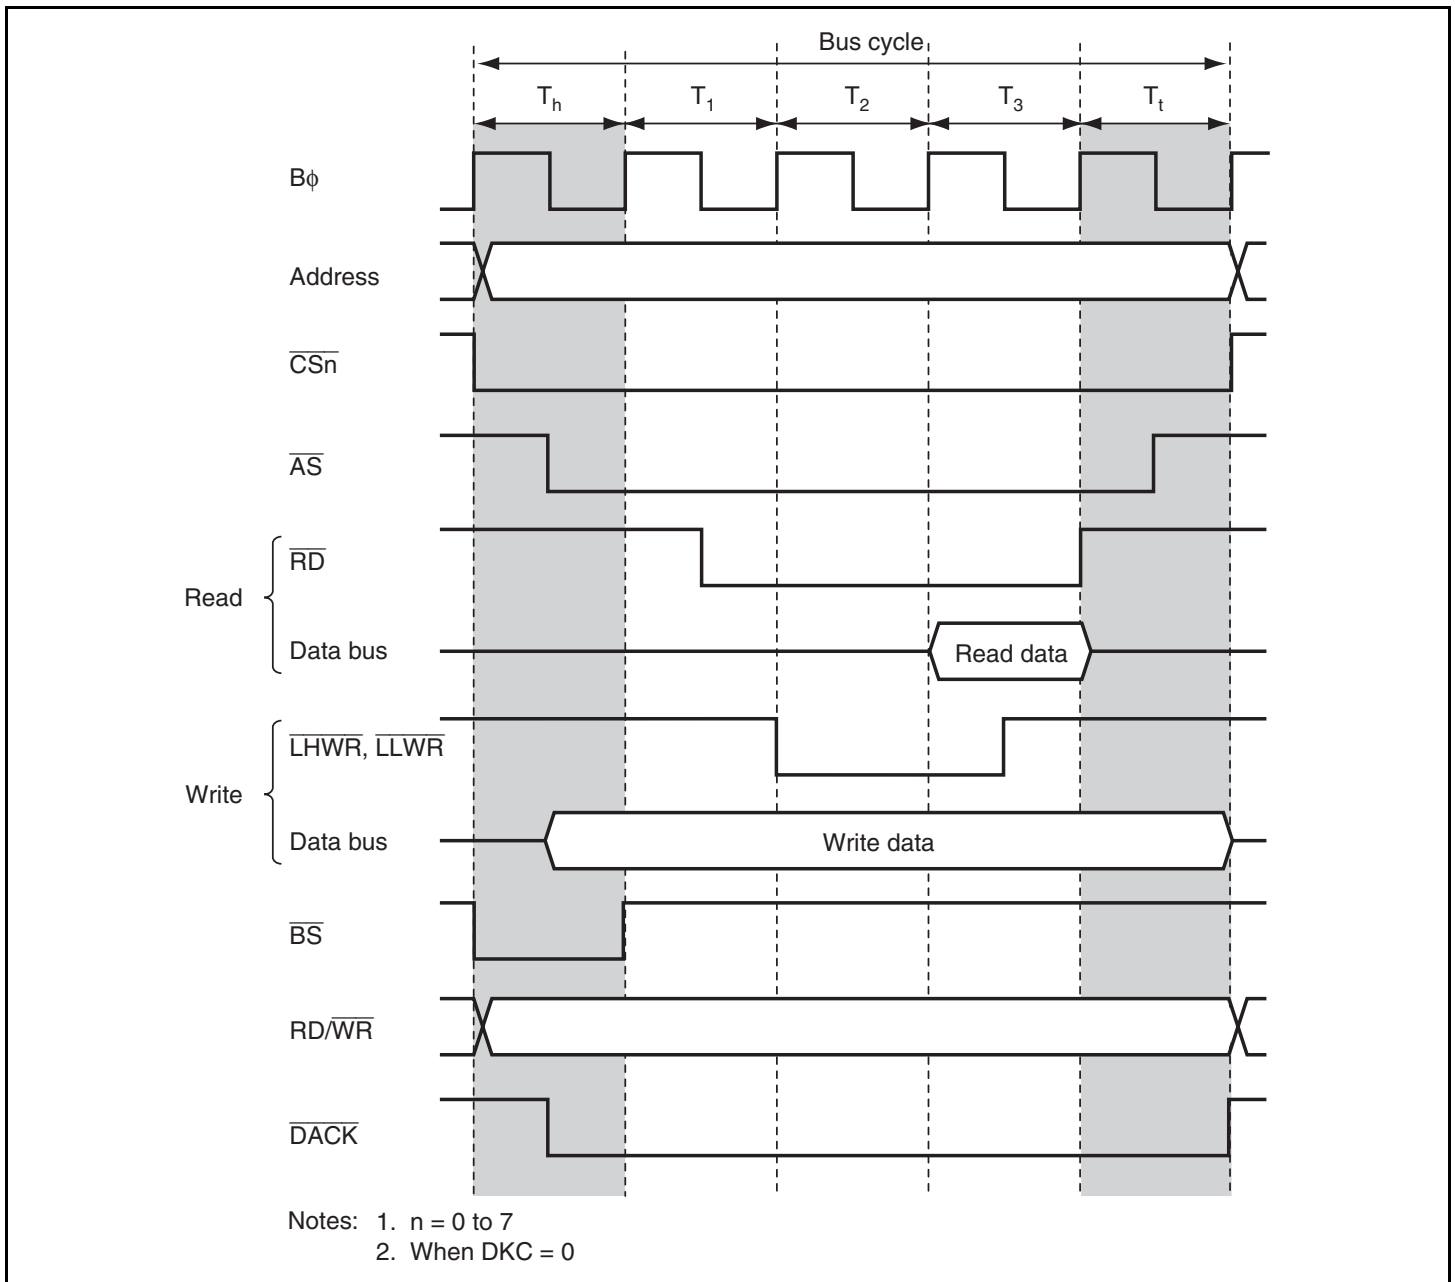 Bus cycle
Th T1 T2 T3 Tt
Bϕ
Address
CSn
AS
Read
RD
Data bus
Read data
Write
LHWR, LLWR
Data bus
Write data
BS
RD/WR
DACK
Notes: 1. n = 0 to 7
2. When DKC = 0